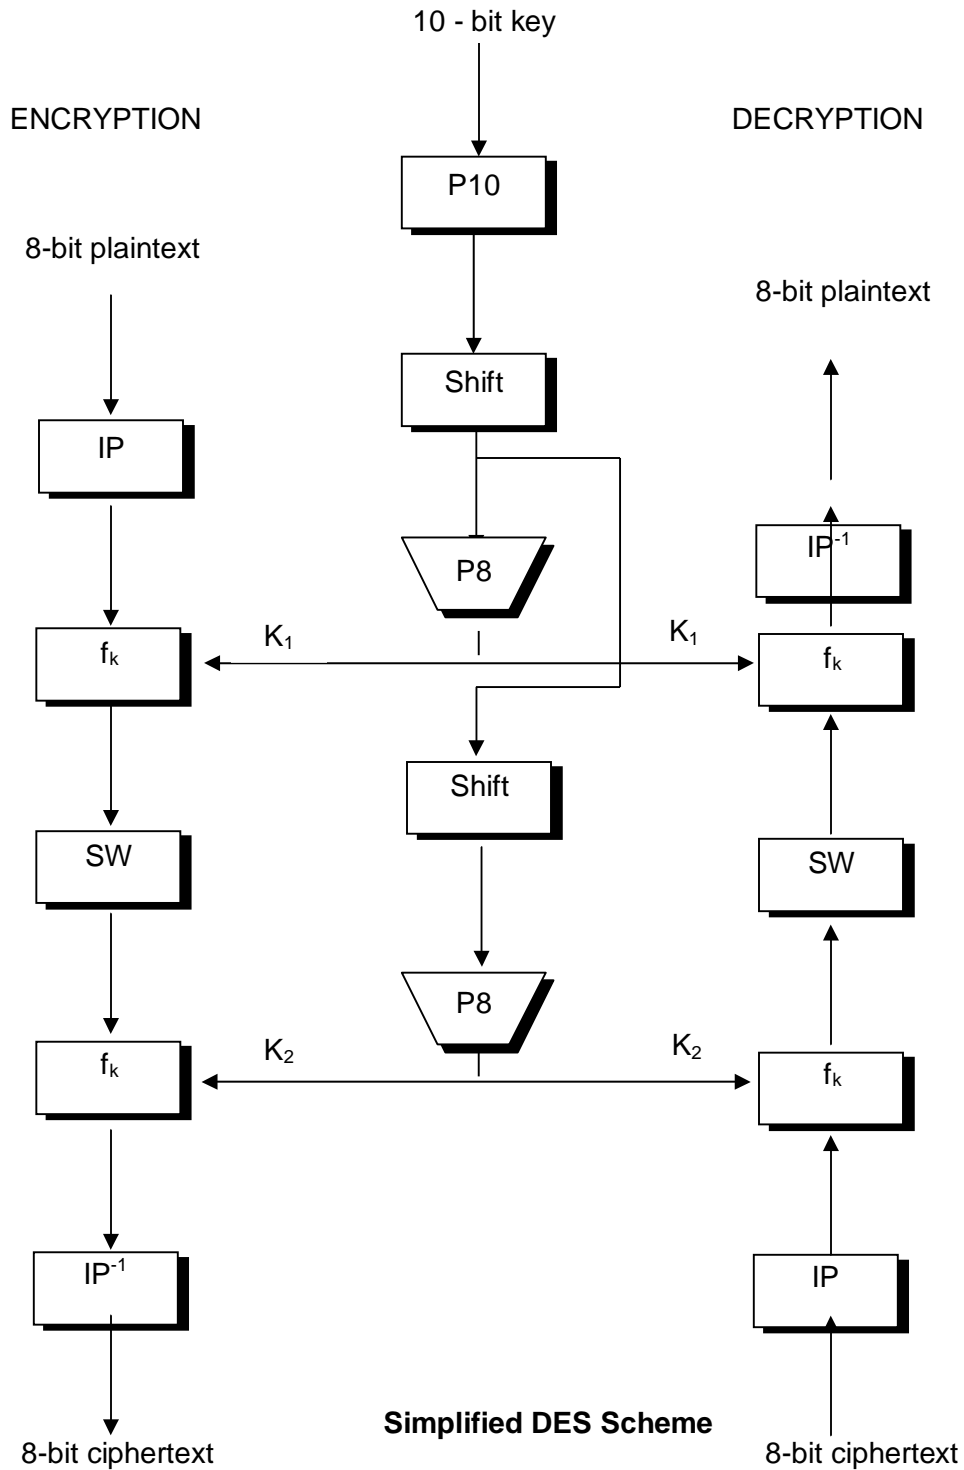 10 - bit key
ENCRYPTION
DECRYPTION
P10
8-bit plaintext
8-bit plaintext
Shift
IP
IP⁻¹
P8
K₁
K₁
fₖ
fₖ
Shift
SW
SW
P8
K₂
K₂
fₖ
fₖ
IP⁻¹
IP
Simplified DES Scheme
8-bit ciphertext
8-bit ciphertext